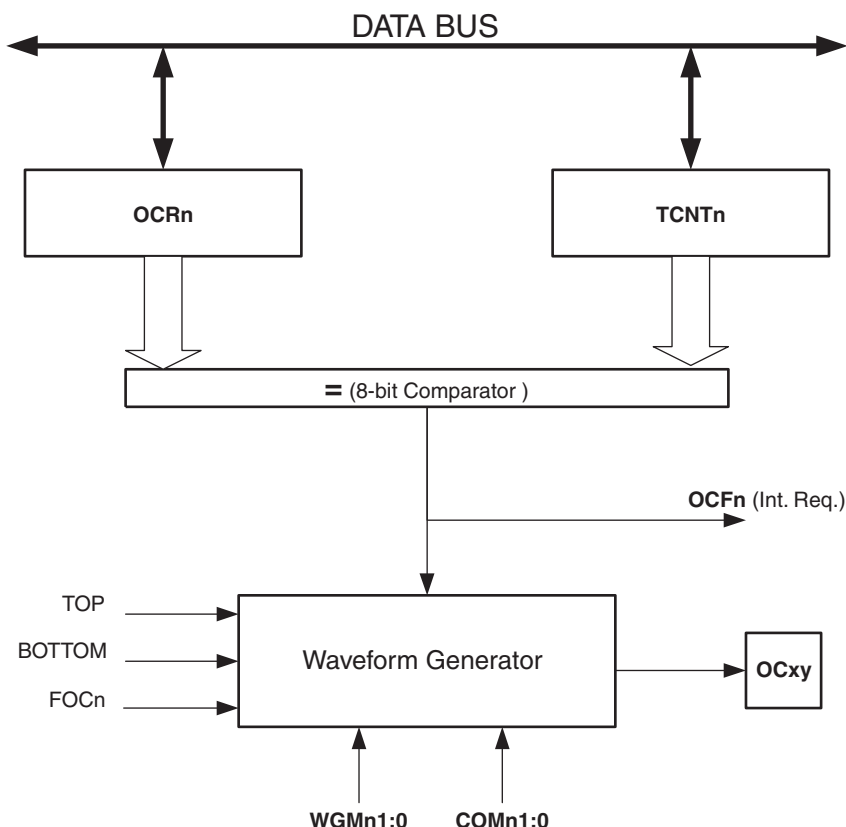 DATA BUS
OCRn
TCNTn
= (8-bit Comparator )
OCFn (Int. Req.)
TOP
BOTTOM
FOCn
Waveform Generator
OCxy
WGMn1:0
COMn1:0